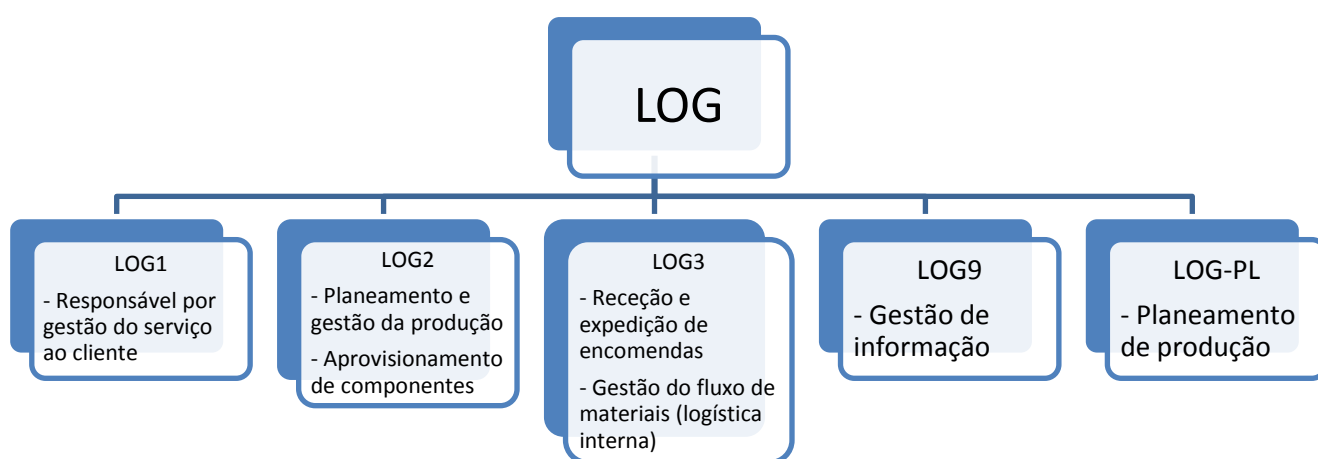 LOG
LOG1
- Responsável por
gestão do serviço
ao cliente
LOG2
- Planeamento e
gestão da produção
- Aprovisionamento
de componentes
LOG3
- Receção e
expedição de
encomendas
- Gestão do fluxo de
materiais (logística
interna)
LOG9
- Gestão de
informação
LOG-PL
- Planeamento
de produção